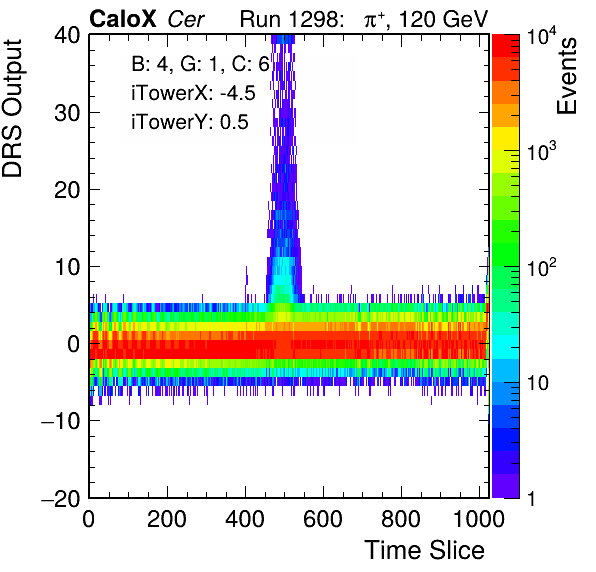 CaloX Cer Run 1298: π⁺, 120 GeV
DRS Output
Events
B: 4, G: 1, C: 6
iTowerX: -4.5
iTowerY: 0.5
40
30
20
10
0
−10
−20
0 200 400 600 800 1000
Time Slice
10⁴
10³
10²
10
1